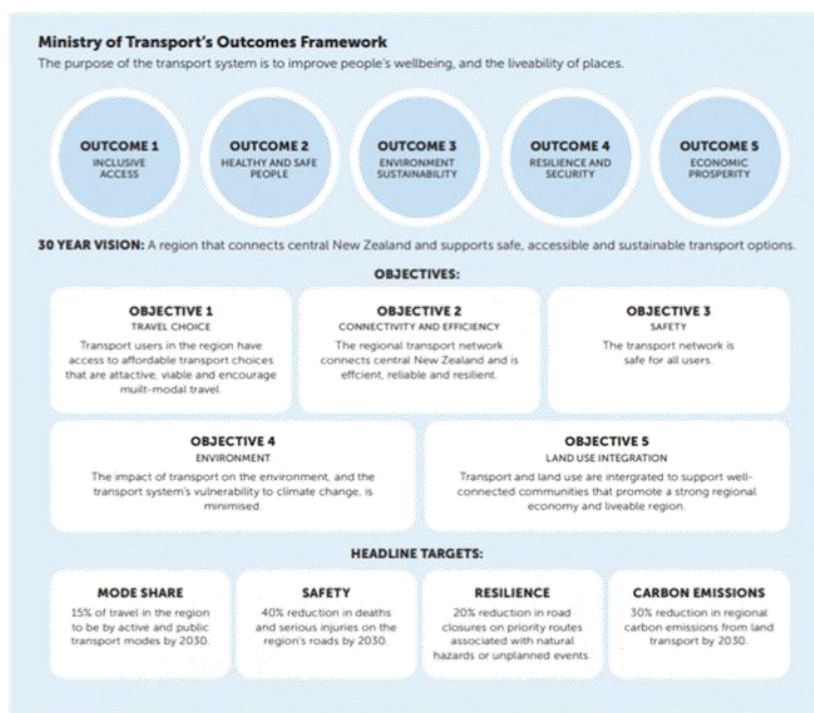 Ministry of Transport's Outcomes Framework
The purpose of the transport system is to improve people's wellbeing, and the liveability of places.
OUTCOME 1
INCLUSIVE
ACCESS
OUTCOME 2
HEALTHY AND SAFE
PEOPLE
OUTCOME 3
ENVIRONMENT
SUSTAINABILITY
OUTCOME 4
RESILIENCE AND
SECURITY
OUTCOME 5
ECONOMIC
PROSPERITY
30 YEAR VISION: A region that connects central New Zealand and supports safe, accessible and sustainable transport options.
OBJECTIVES:
OBJECTIVE 1
TRAVEL CHOICE
Transport users in the region have
access to affordable transport choices
that are attactive, viable and encourage
muilt-modal travel.
OBJECTIVE 2
CONNECTIVITY AND EFFICIENCY
The regional transport network
connects central New Zealand and is
effcient, reliable and resilient.
OBJECTIVE 3
SAFETY
The transport network is
safe for all users.
OBJECTIVE 4
ENVIRONMENT
The impact of transport on the environment, and the
transport system's vulnerability to climate change, is
minimised.
OBJECTIVE 5
LAND USE INTEGRATION
Transport and land use are intergrated to support well-
connected communities that promote a strong regional
economy and liveable region.
HEADLINE TARGETS:
MODE SHARE
15% of travel in the region
to be by active and public
transport modes by 2030.
SAFETY
40% reduction in deaths
and serious injuries on the
region's roads by 2030.
RESILIENCE
20% reduction in road
closures on priority routes
associated with natural
hazards or unplanned events.
CARBON EMISSIONS
30% reduction in regional
carbon emissions from land
transport by 2030.